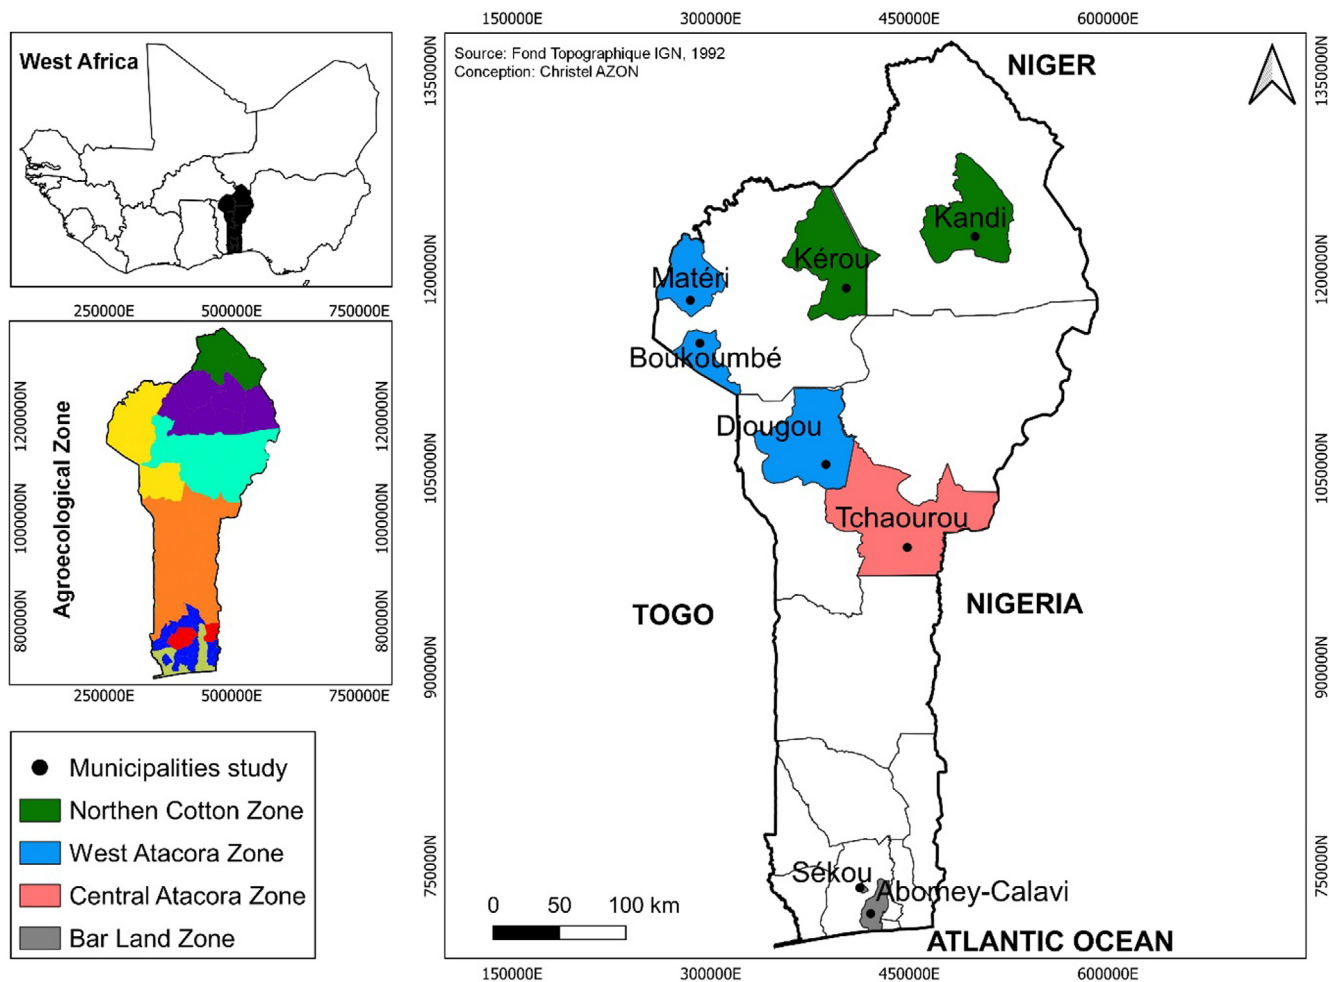 West Africa
250000E 500000E 750000E
Agroecological Zone
1200000N
1000000N
800000N
1200000N
1000000N
800000N
250000E 500000E 750000E
Municipalities study
Northen Cotton Zone
West Atacora Zone
Central Atacora Zone
Bar Land Zone
150000E 300000E 450000E 600000E
Source: Fond Topographique IGN, 1992
Conception: Christel AZON
1350000N
1200000N
1050000N
900000N
750000N
1350000N
1200000N
1050000N
900000N
750000N
NIGER
Kandi
Kérou
Matéri
Boukoumbé
Djougou
Tchaourou
TOGO
NIGERIA
Sékou
Abomey-Calavi
0 50 100 km
ATLANTIC OCEAN
150000E 300000E 450000E 600000E